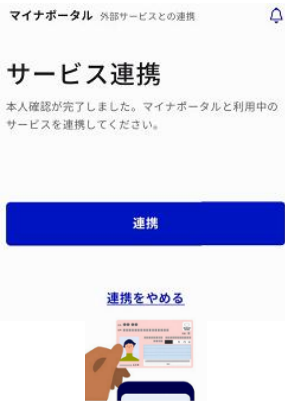 マイナポータル 外部サービスとの連携
サービス連携
本人確認が完了しました。マイナポータルと利用中の
サービスを連携してください。
連携
連携をやめる